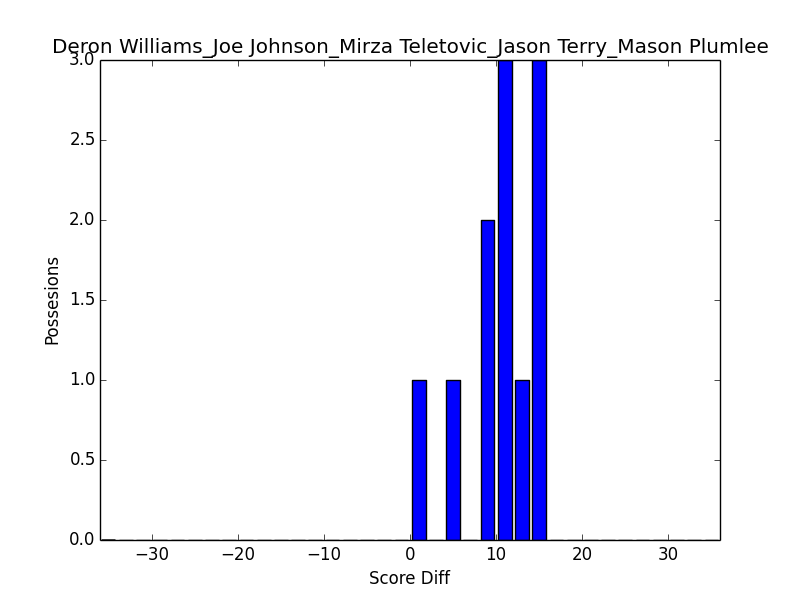 Deron Williams_Joe Johnson_Mirza Teletovic_Jason Terry_Mason Plumlee
3.0
2.5
2.0
1.5
1.0
0.5
0.0
Possesions
−30 −20 −10 0 10 20 30
Score Diff